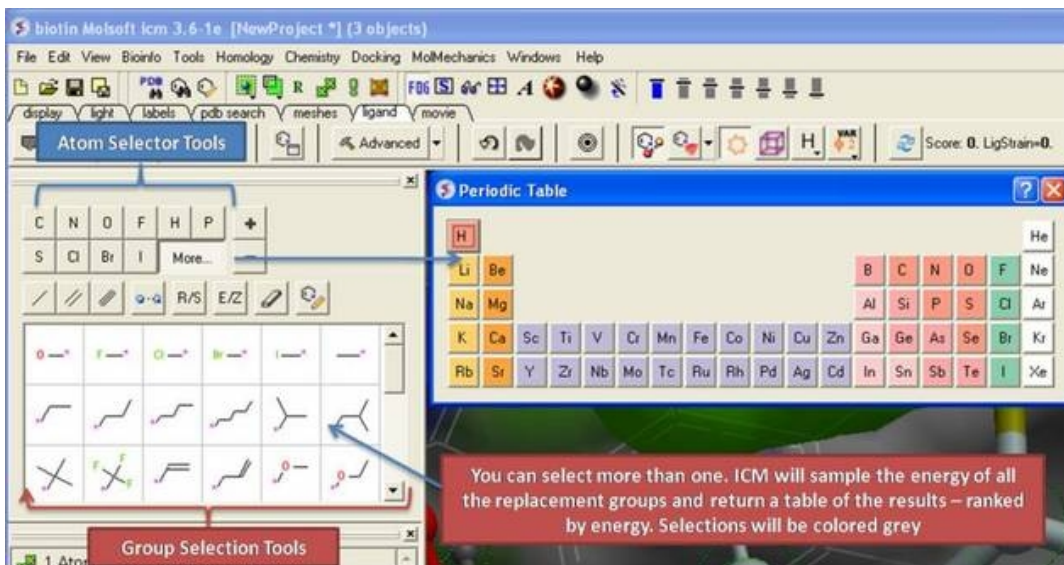 biotin Molsoft icm 3.6-1e [NewProject *] (3 objects)
File Edit View Bioinfo Tools Homology Chemistry Docking MolMechanics Windows Help
PDB R FOG S A
display light labels pdb search meshes ligand movie
Atom Selector Tools
Advanced H VAR Score: 0. LigStrain=0.
Periodic Table
C N O F H P +
S Cl Br I More... −
R/S E/Z
H He
Li Be B C N O F Ne
Na Mg Al Si P S Cl Ar
K Ca Sc Ti V Cr Mn Fe Co Ni Cu Zn Ga Ge As Se Br Kr
Rb Sr Y Zr Nb Mo Tc Ru Rh Pd Ag Cd In Sn Sb Te I Xe
O * F * Cl * Br * I * *
F F F O O
You can select more than one. ICM will sample the energy of all
the replacement groups and return a table of the results – ranked
by energy. Selections will be colored grey
Group Selection Tools